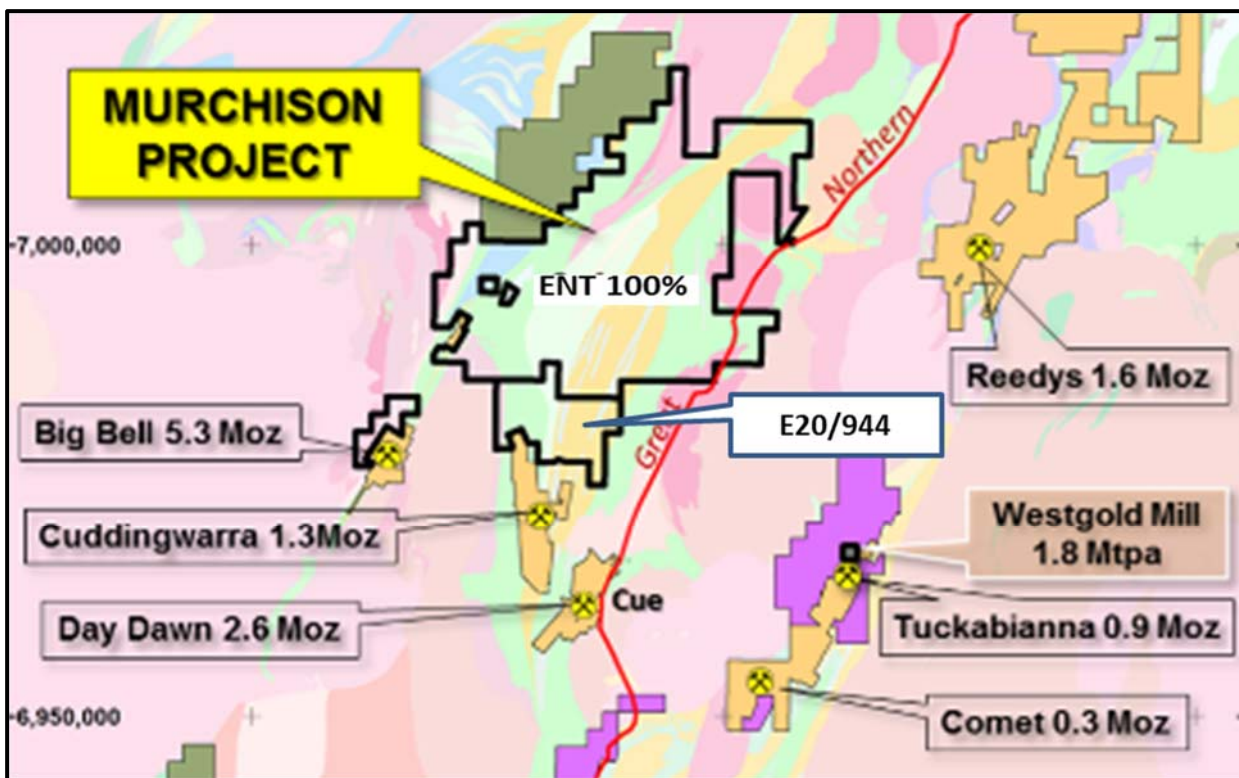 MURCHISON
PROJECT
Northern
7,000,000
ENT 100%
Reedys 1.6 Moz
Great
E20/944
Big Bell 5.3 Moz
Westgold Mill
1.8 Mtpa
Cuddingwarra 1.3Moz
Cue
Day Dawn 2.6 Moz
Tuckabianna 0.9 Moz
6,950,000
Comet 0.3 Moz